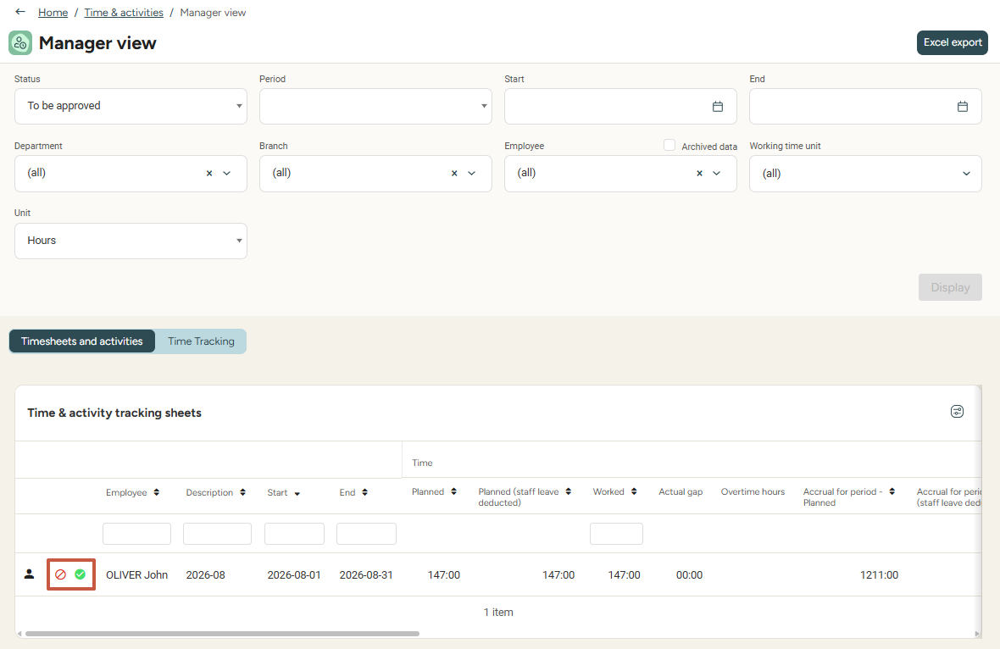 Home / Time & activities / Manager view
Manager view
Excel export
Status
Period
Start
End
To be approved
Department
Branch
Employee
Archived data
Working time unit
(all)
(all)
(all)
(all)
Unit
Hours
Display
Timesheets and activities
Time Tracking
Time & activity tracking sheets
Time
Employee
Description
Start
End
Planned
Planned (staff leave
deducted)
Worked
Actual gap
Overtime hours
Accrual for period -
Planned
Accrual for
(staff leave
OLIVER John
2026-08
2026-08-01
2026-08-31
147:00
147:00
147:00
00:00
1211:00
1 item